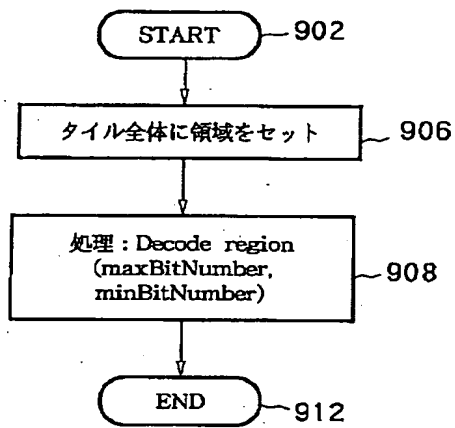 START
902
タイル全体に領域をセット
906
処理：Decode region
(maxBitNumber,
minBitNumber)
908
END
912